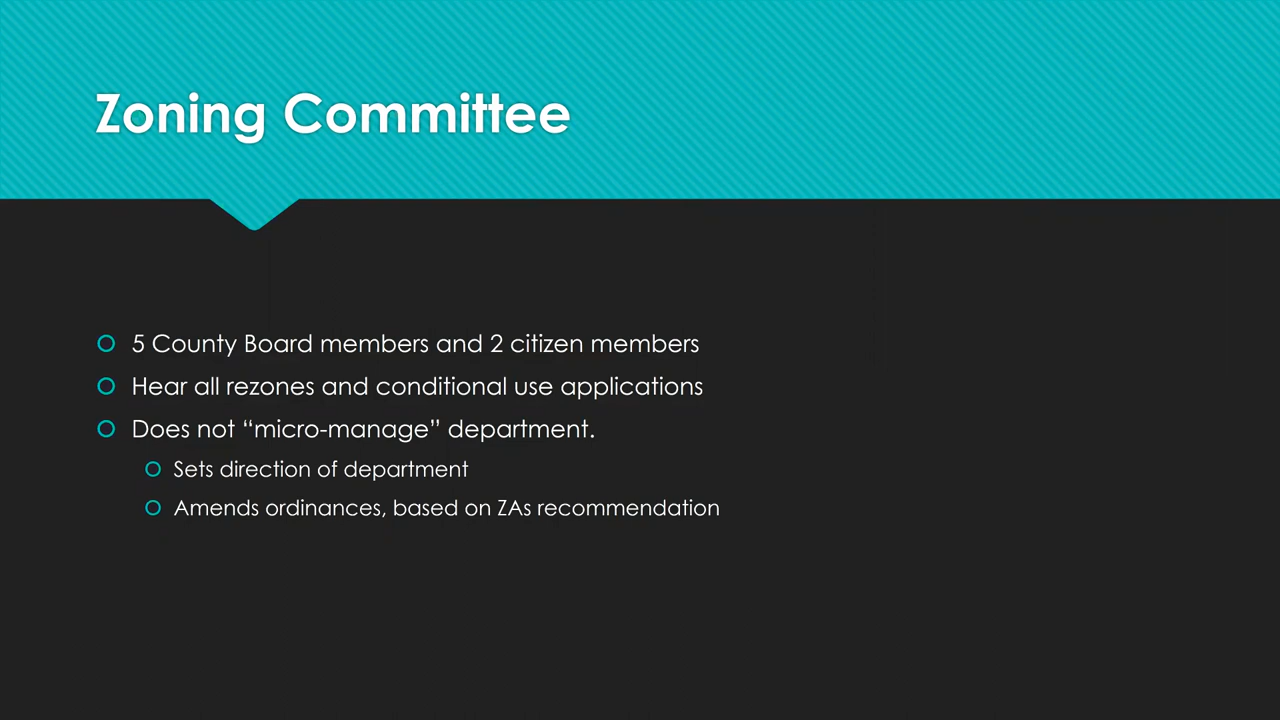 Zoning Committee
5 County Board members and 2 citizen members
Hear all rezones and conditional use applications
Does not “micro-manage” department.
Sets direction of department
Amends ordinances, based on ZAs recommendation